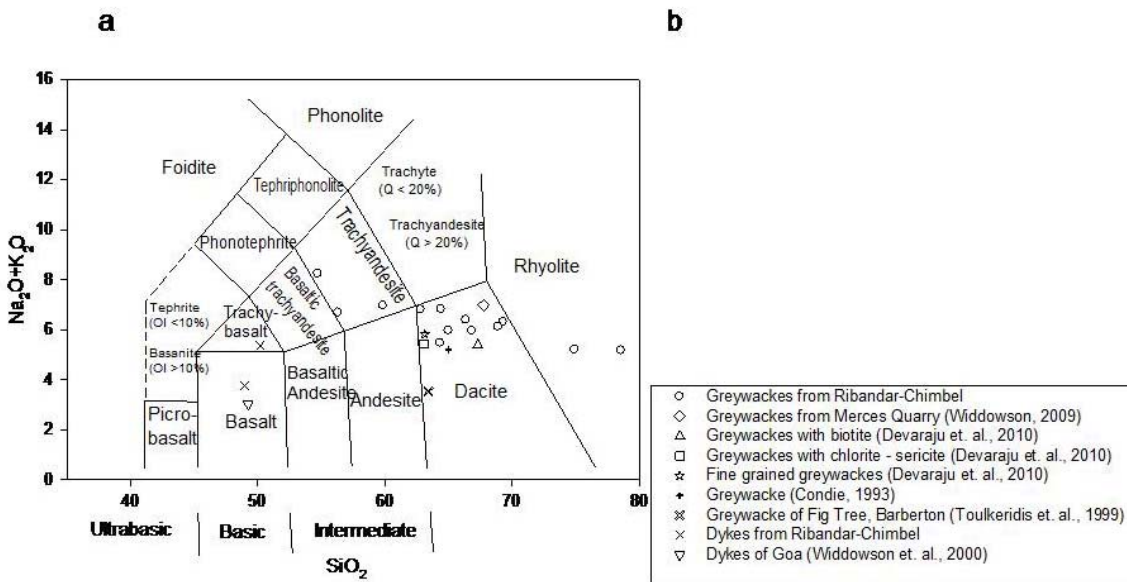 a
b
16
14
12
10
8
6
4
2
0
Na2O+K2O
Phonolite
Foidite
Trachyte
(Q < 20%)
Tephriphonolite
Trachyandesite
(Q > 20%)
Phonotephrite
Trachyandesite
Rhyolite
Basaltic
trachyandesite
Tephrite
(Ol <10%)
Trachy-
basalt
Basanite
(Ol >10%)
Basaltic
Andesite
Andesite
Dacite
Picro-
basalt
Basalt
40
50
60
70
80
Ultrabasic
Basic
Intermediate
SiO2
Greywackes from Ribandar-Chimbel
Greywackes from Merces Quarry (Widdowson, 2009)
Greywackes with biotite (Devaraju et. al., 2010)
Greywackes with chlorite - sericite (Devaraju et. al., 2010)
Fine grained greywackes (Devaraju et. al., 2010)
Greywacke (Condie, 1993)
Greywacke of Fig Tree, Barberton (Toulkeridis et. al., 1999)
Dykes from Ribandar-Chimbel
Dykes of Goa (Widdowson et. al., 2000)